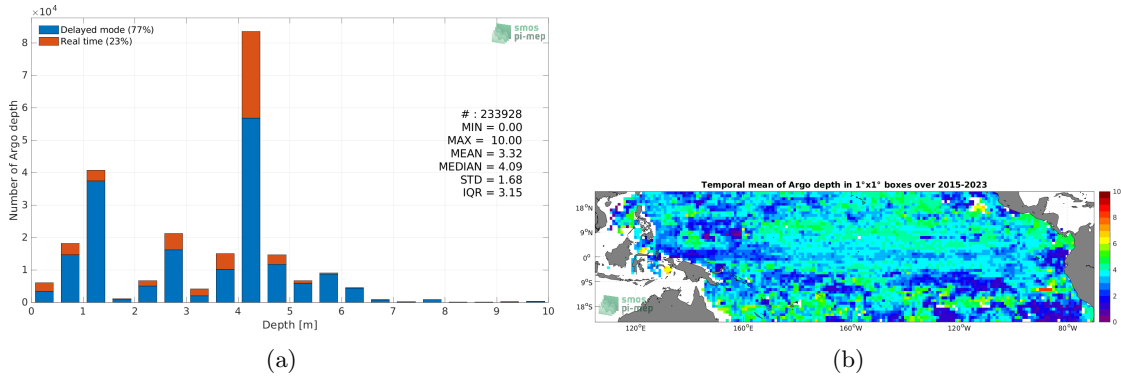 ×10⁴
Delayed mode (77%)
Real time (23%)
smos
pi-mep
8
7
6
5
4
3
2
1
0
Number of Argo depth
# : 233928
MIN = 0.00
MAX = 10.00
MEAN = 3.32
MEDIAN = 4.09
STD = 1.68
IQR = 3.15
0 1 2 3 4 5 6 7 8 9 10
Depth [m]
(a)
Temporal mean of Argo depth in 1°x1° boxes over 2015-2023
18°N
9°N
0°
9°S
18°S
smos
pi-mep
120°E 160°E 160°W 120°W 80°W
10
8
6
4
2
0
(b)